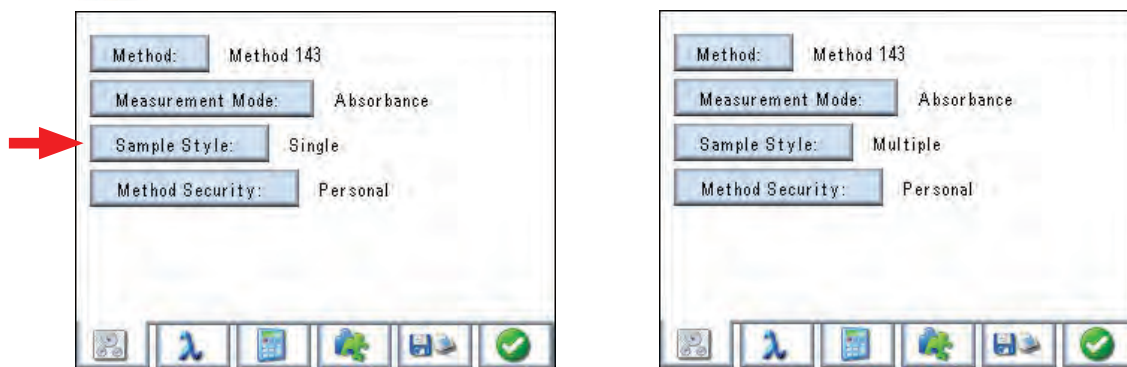 Method: Method 143
Measurement Mode: Absorbance
Sample Style: Single
Method Security: Personal
λ
Method: Method 143
Measurement Mode: Absorbance
Sample Style: Multiple
Method Security: Personal
λ